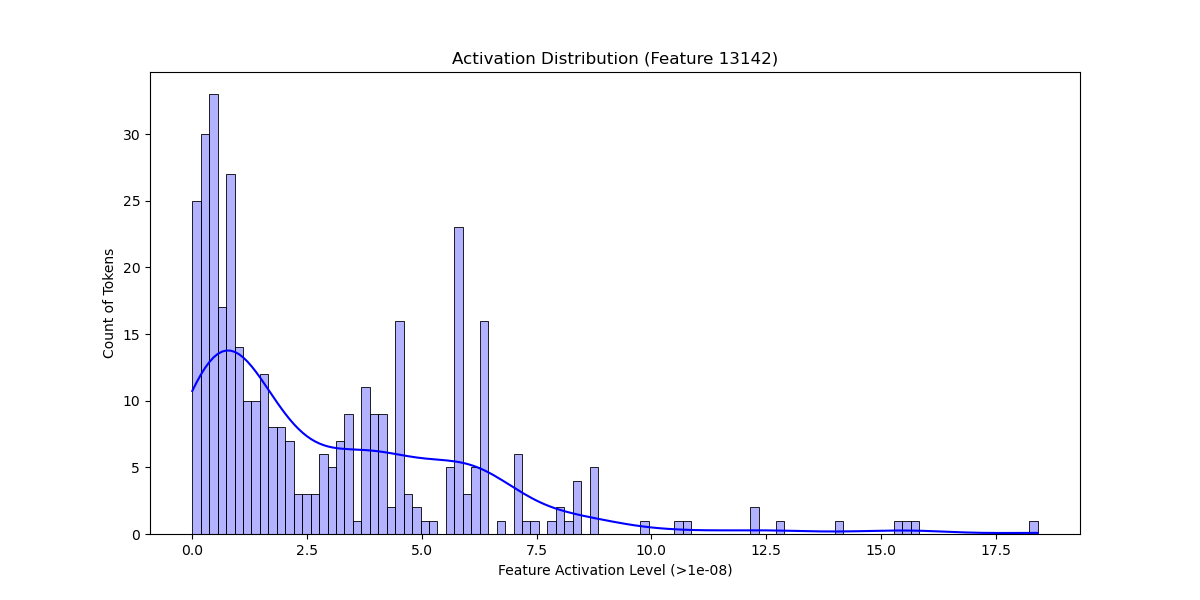 Activation Distribution (Feature 13142)
30
25
20
15
10
5
0
Count of Tokens
0.0 2.5 5.0 7.5 10.0 12.5 15.0 17.5
Feature Activation Level (>1e-08)